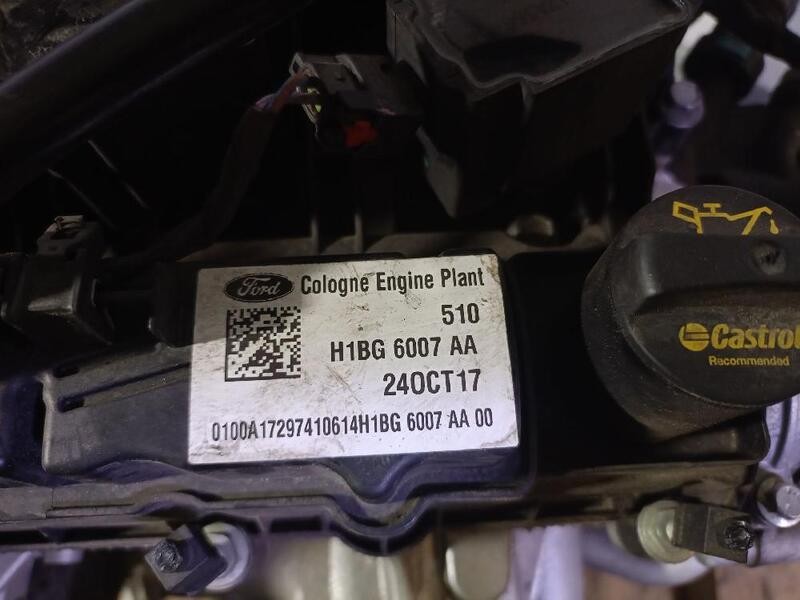 Ford
Cologne Engine Plant
510
H1BG 6007 AA
24OCT17
0100A17297410614H1BG 6007 AA 00
Castrol
Recommended